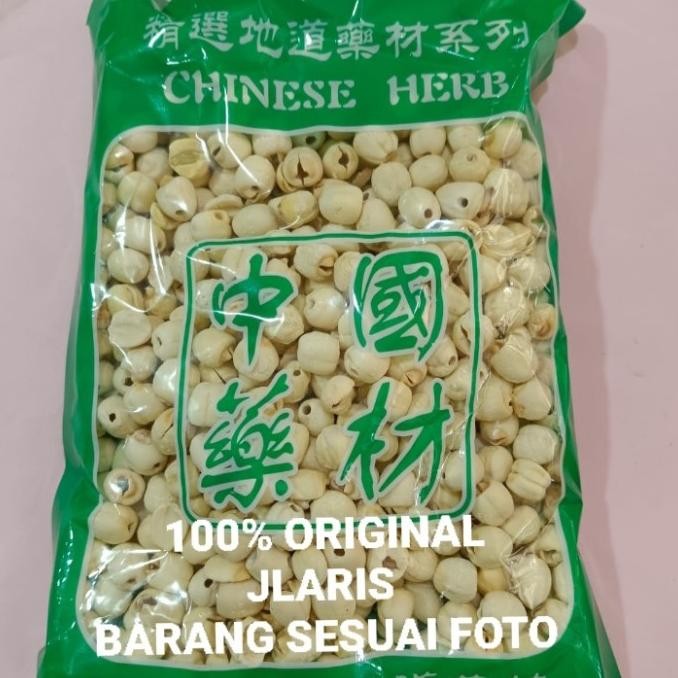 精選地道藥材系列
CHINESE HERB
中國
藥材
100% ORIGINAL
JLARIS
BARANG SESUAI FOTO